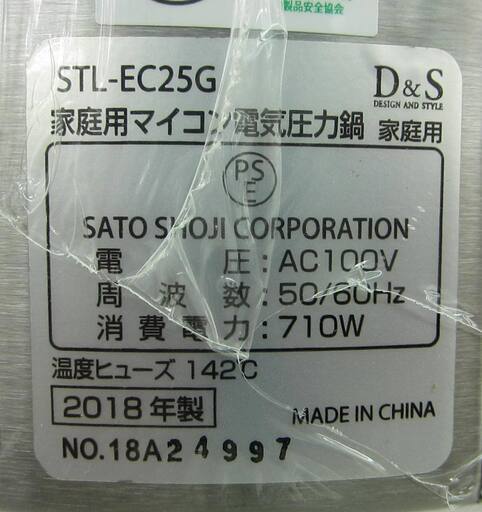 製品安全協会
STL-EC25G
D&S
DESIGN AND STYLE
家庭用マイコン電気圧力鍋 家庭用
PS
E
SATO SHOJI CORPORATION
電圧:AC100V
周波数:50/60Hz
消費電力:710W
温度ヒューズ 142℃
2018年製
MADE IN CHINA
NO.18A24997